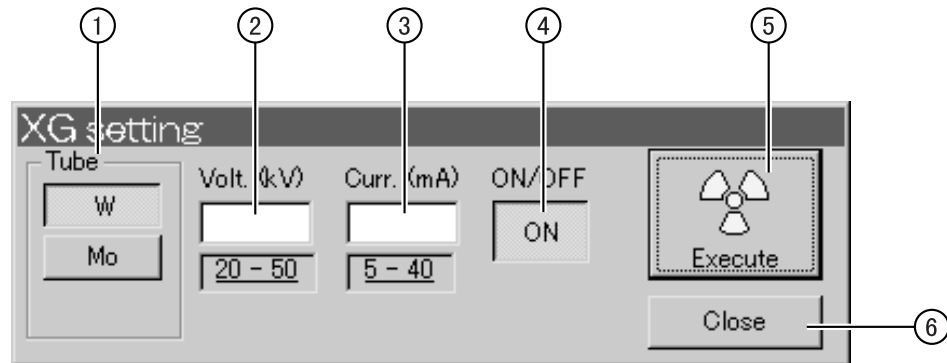 ① ② ③ ④ ⑤
XG setting
Tube
Volt. (kV) Curr. (mA) ON/OFF
W
ON
Mo
20 - 50 5 - 40
Execute
Close
⑥